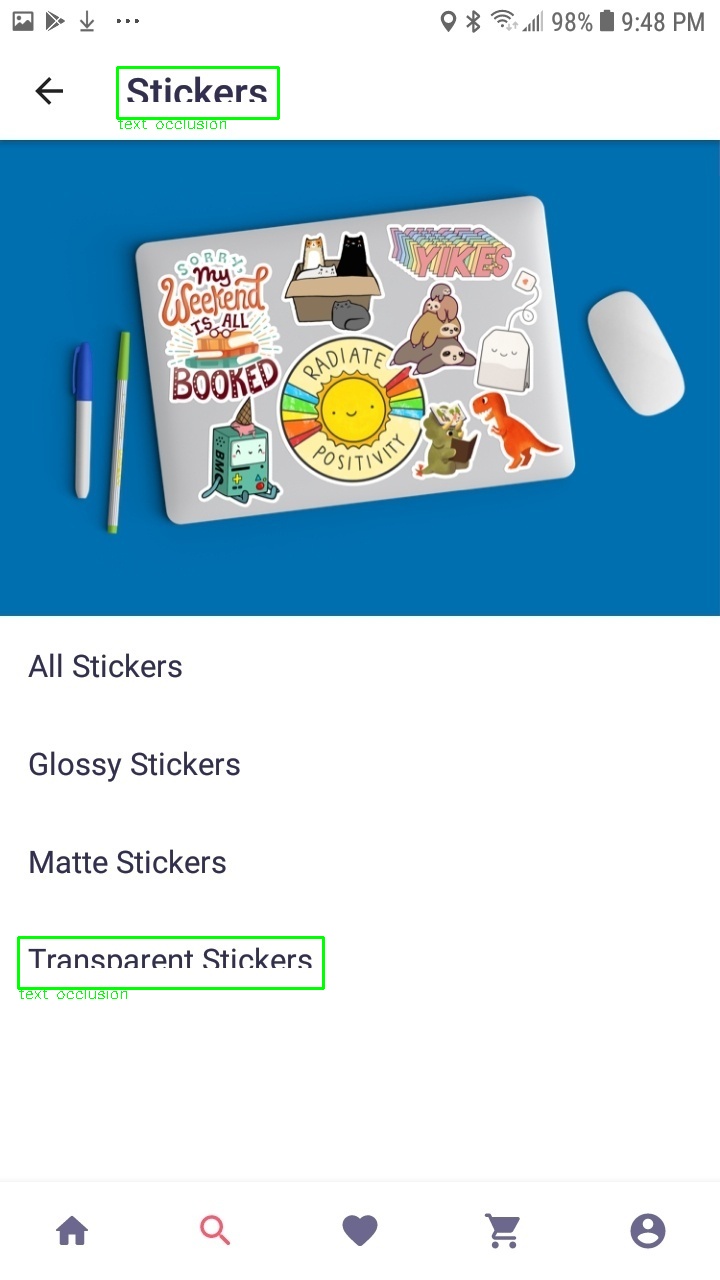 98% 9:48 PM
Stickers
text occlusion
SORRY,
My
Weekend
IS ALL
BOOKED
YIKES
RADIATE
POSITIVITY
BMO
All Stickers
Glossy Stickers
Matte Stickers
Transparent Stickers
text occlusion